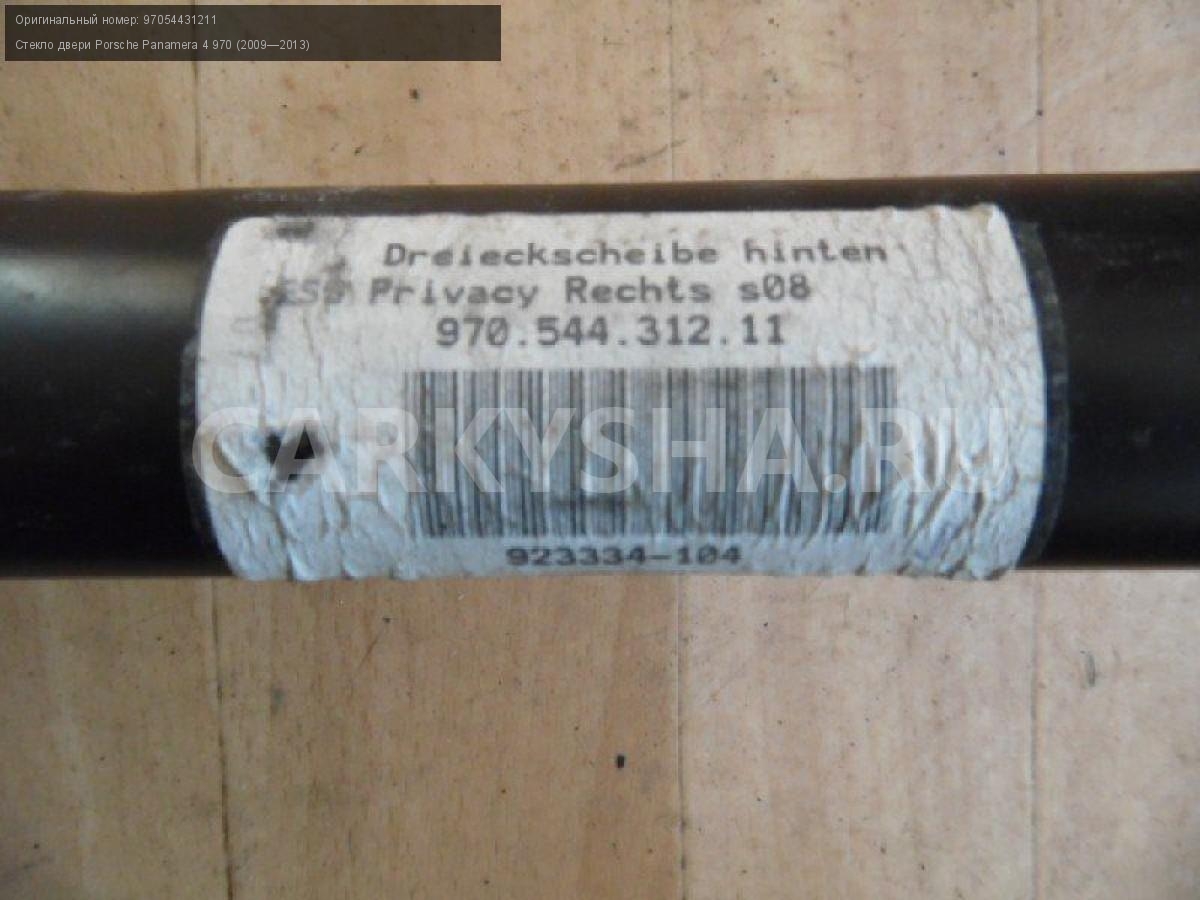 Оригинальный номер: 97054431211
Стекло двери Porsche Panamera 4 970 (2009—2013)
Dreieckscheibe hinten
Privacy Rechts s08
970.544.312.11
CARKYSHA.RU
923334-104